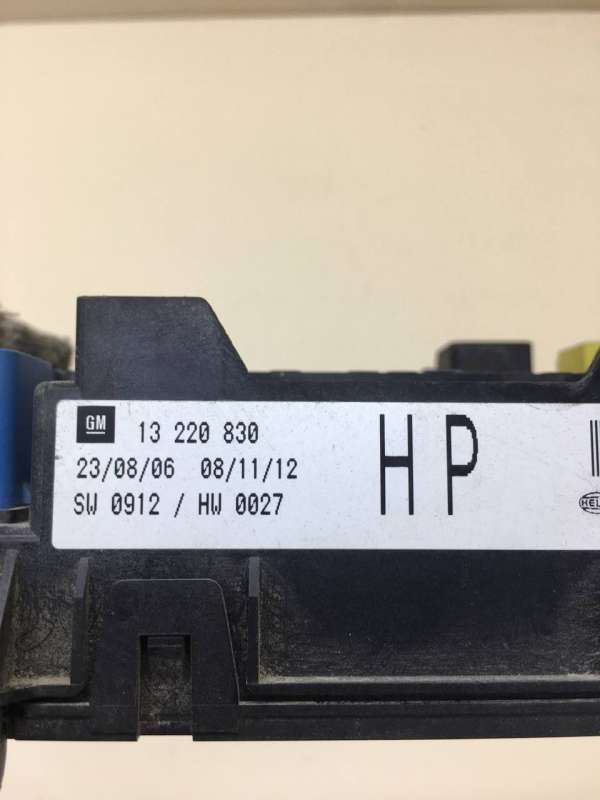 GM 13 220 830
23/08/06 08/11/12
SW 0912 / HW 0027
HP